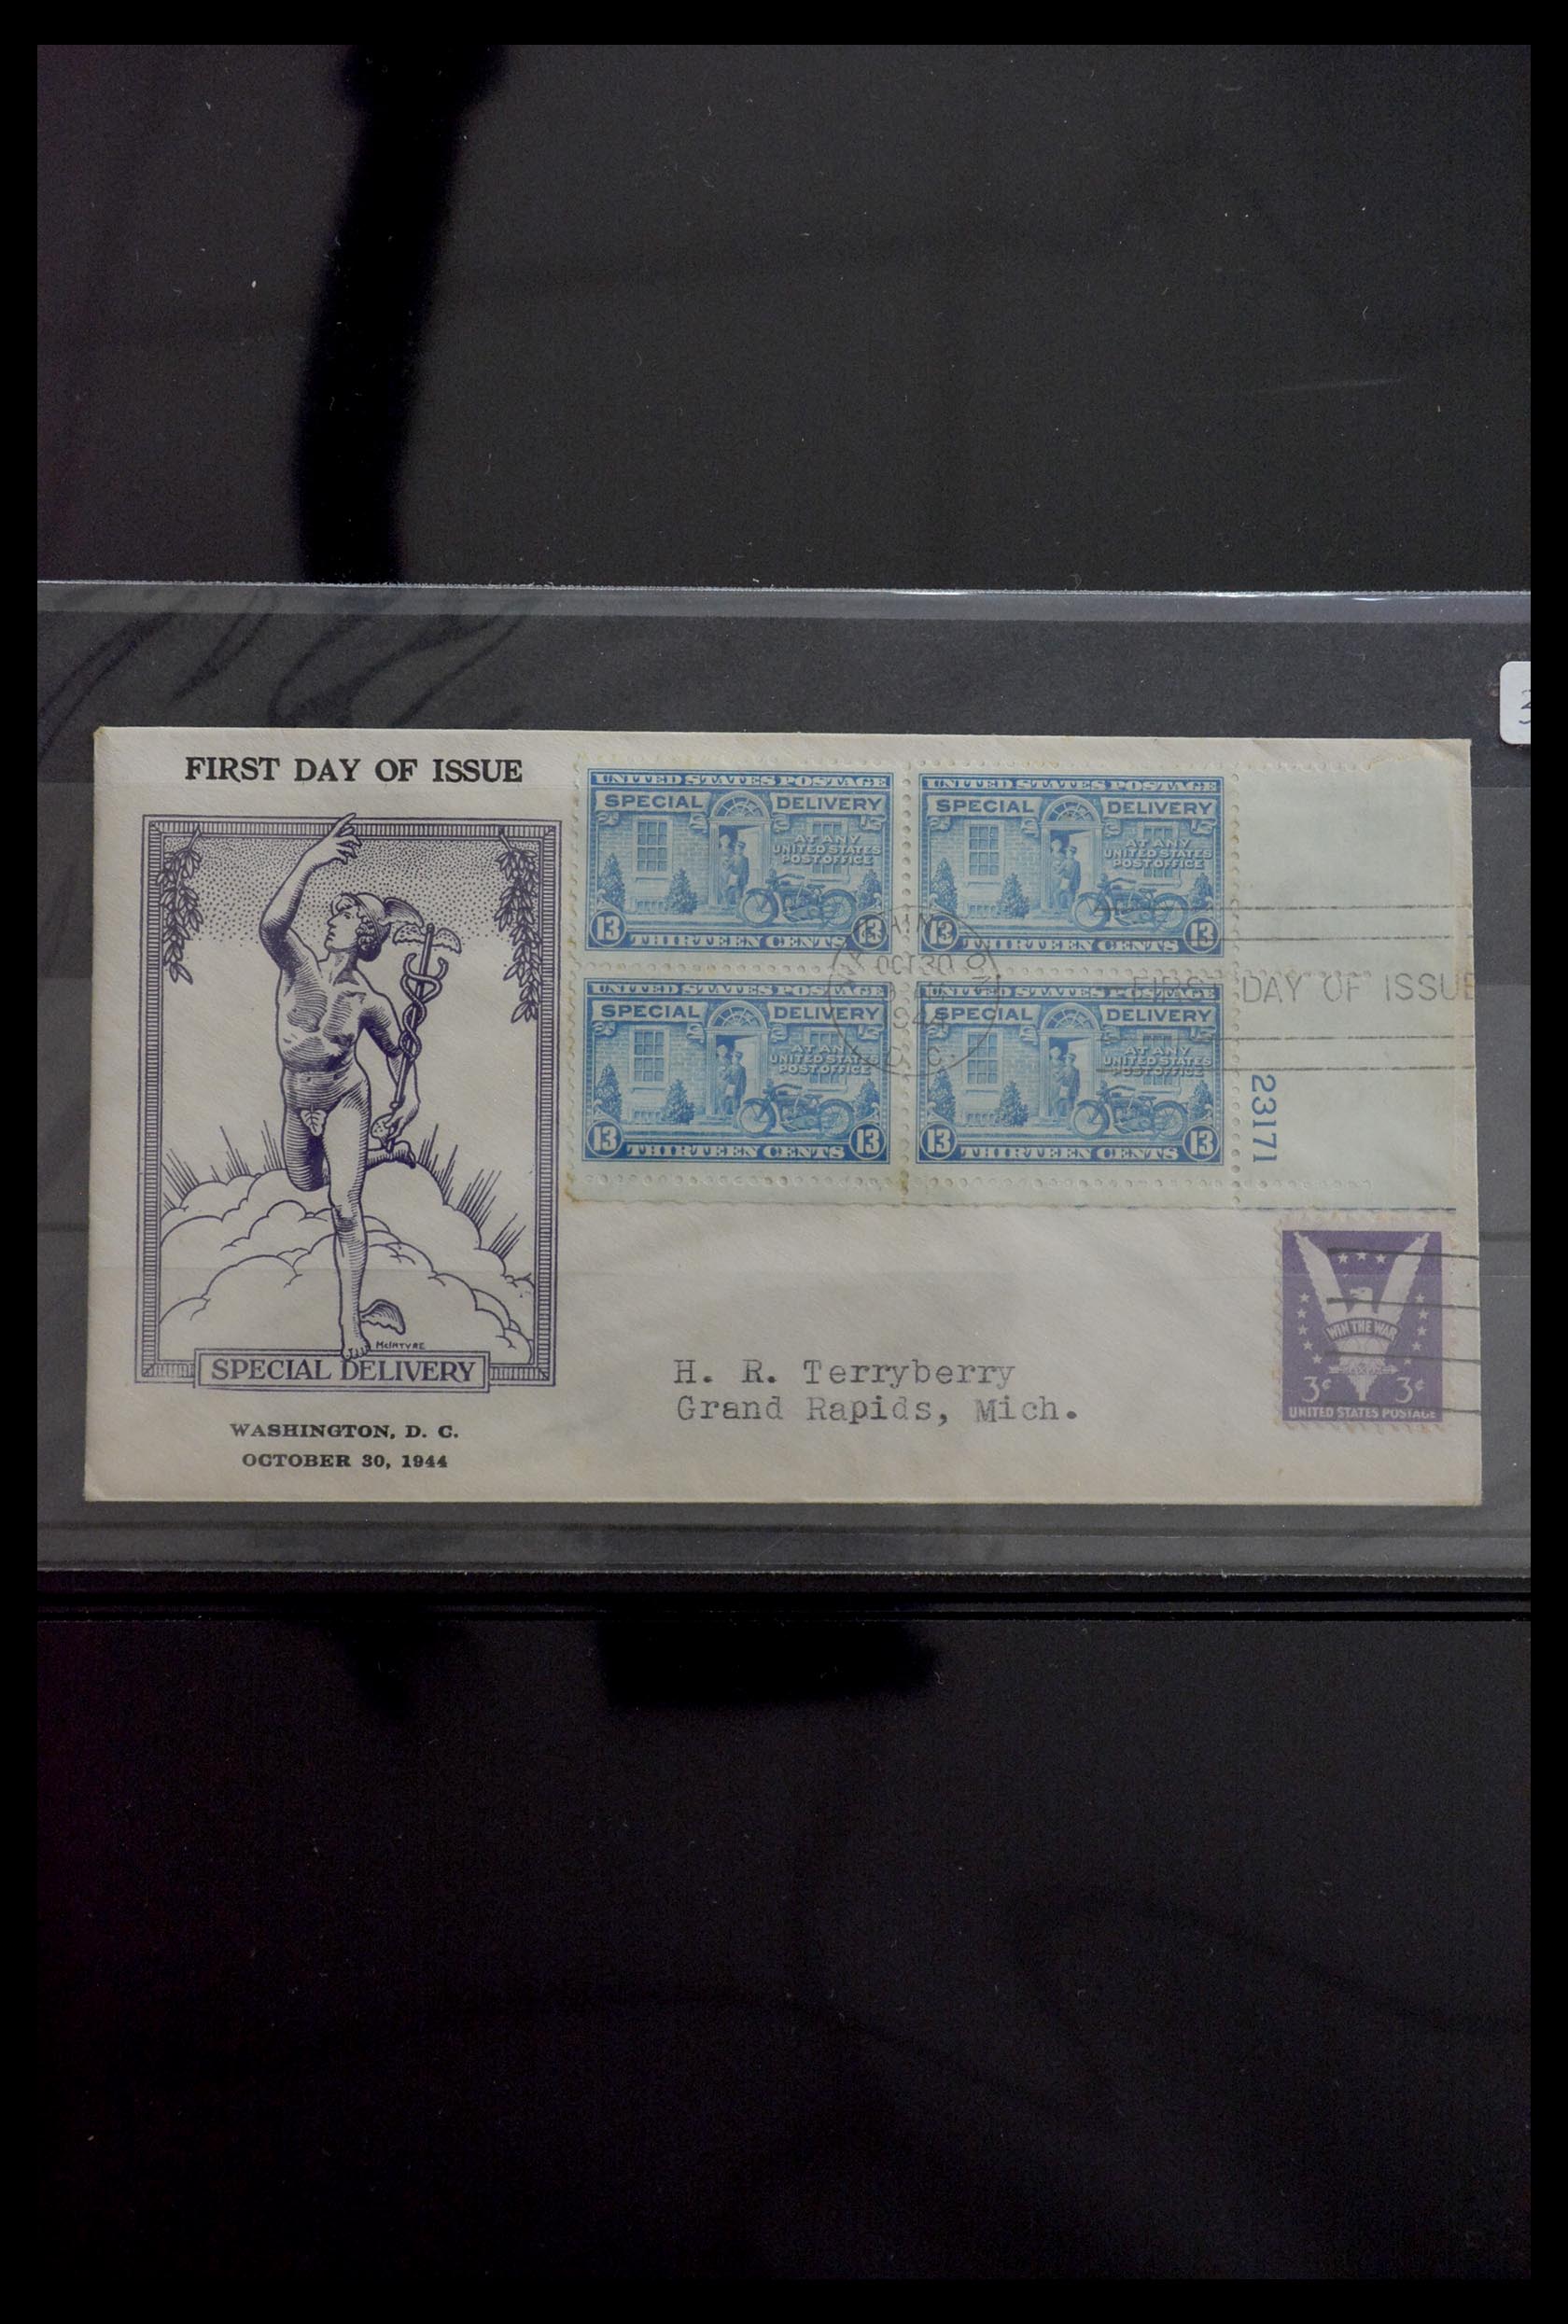 FIRST DAY OF ISSUE
McINTYRE
SPECIAL DELIVERY
WASHINGTON, D. C.
OCTOBER 30, 1944
UNITED STATES POSTAGE
SPECIAL DELIVERY
AT ANY
UNITED STATES
POST OFFICE
13 THIRTEEN CENTS 13
UNITED STATES POSTAGE
SPECIAL DELIVERY
AT ANY
UNITED STATES
POST OFFICE
13 THIRTEEN CENTS 13
UNITED STATES POSTAGE
SPECIAL DELIVERY
AT ANY
UNITED STATES
POST OFFICE
13 THIRTEEN CENTS 13
UNITED STATES POSTAGE
SPECIAL DELIVERY
AT ANY
UNITED STATES
POST OFFICE
13 THIRTEEN CENTS 13
OCT 30
1944
D. C.
FIRST DAY OF ISSUE
23171
WIN THE WAR
3¢ 3¢
UNITED STATES POSTAGE
H. R. Terryberry
Grand Rapids, Mich.